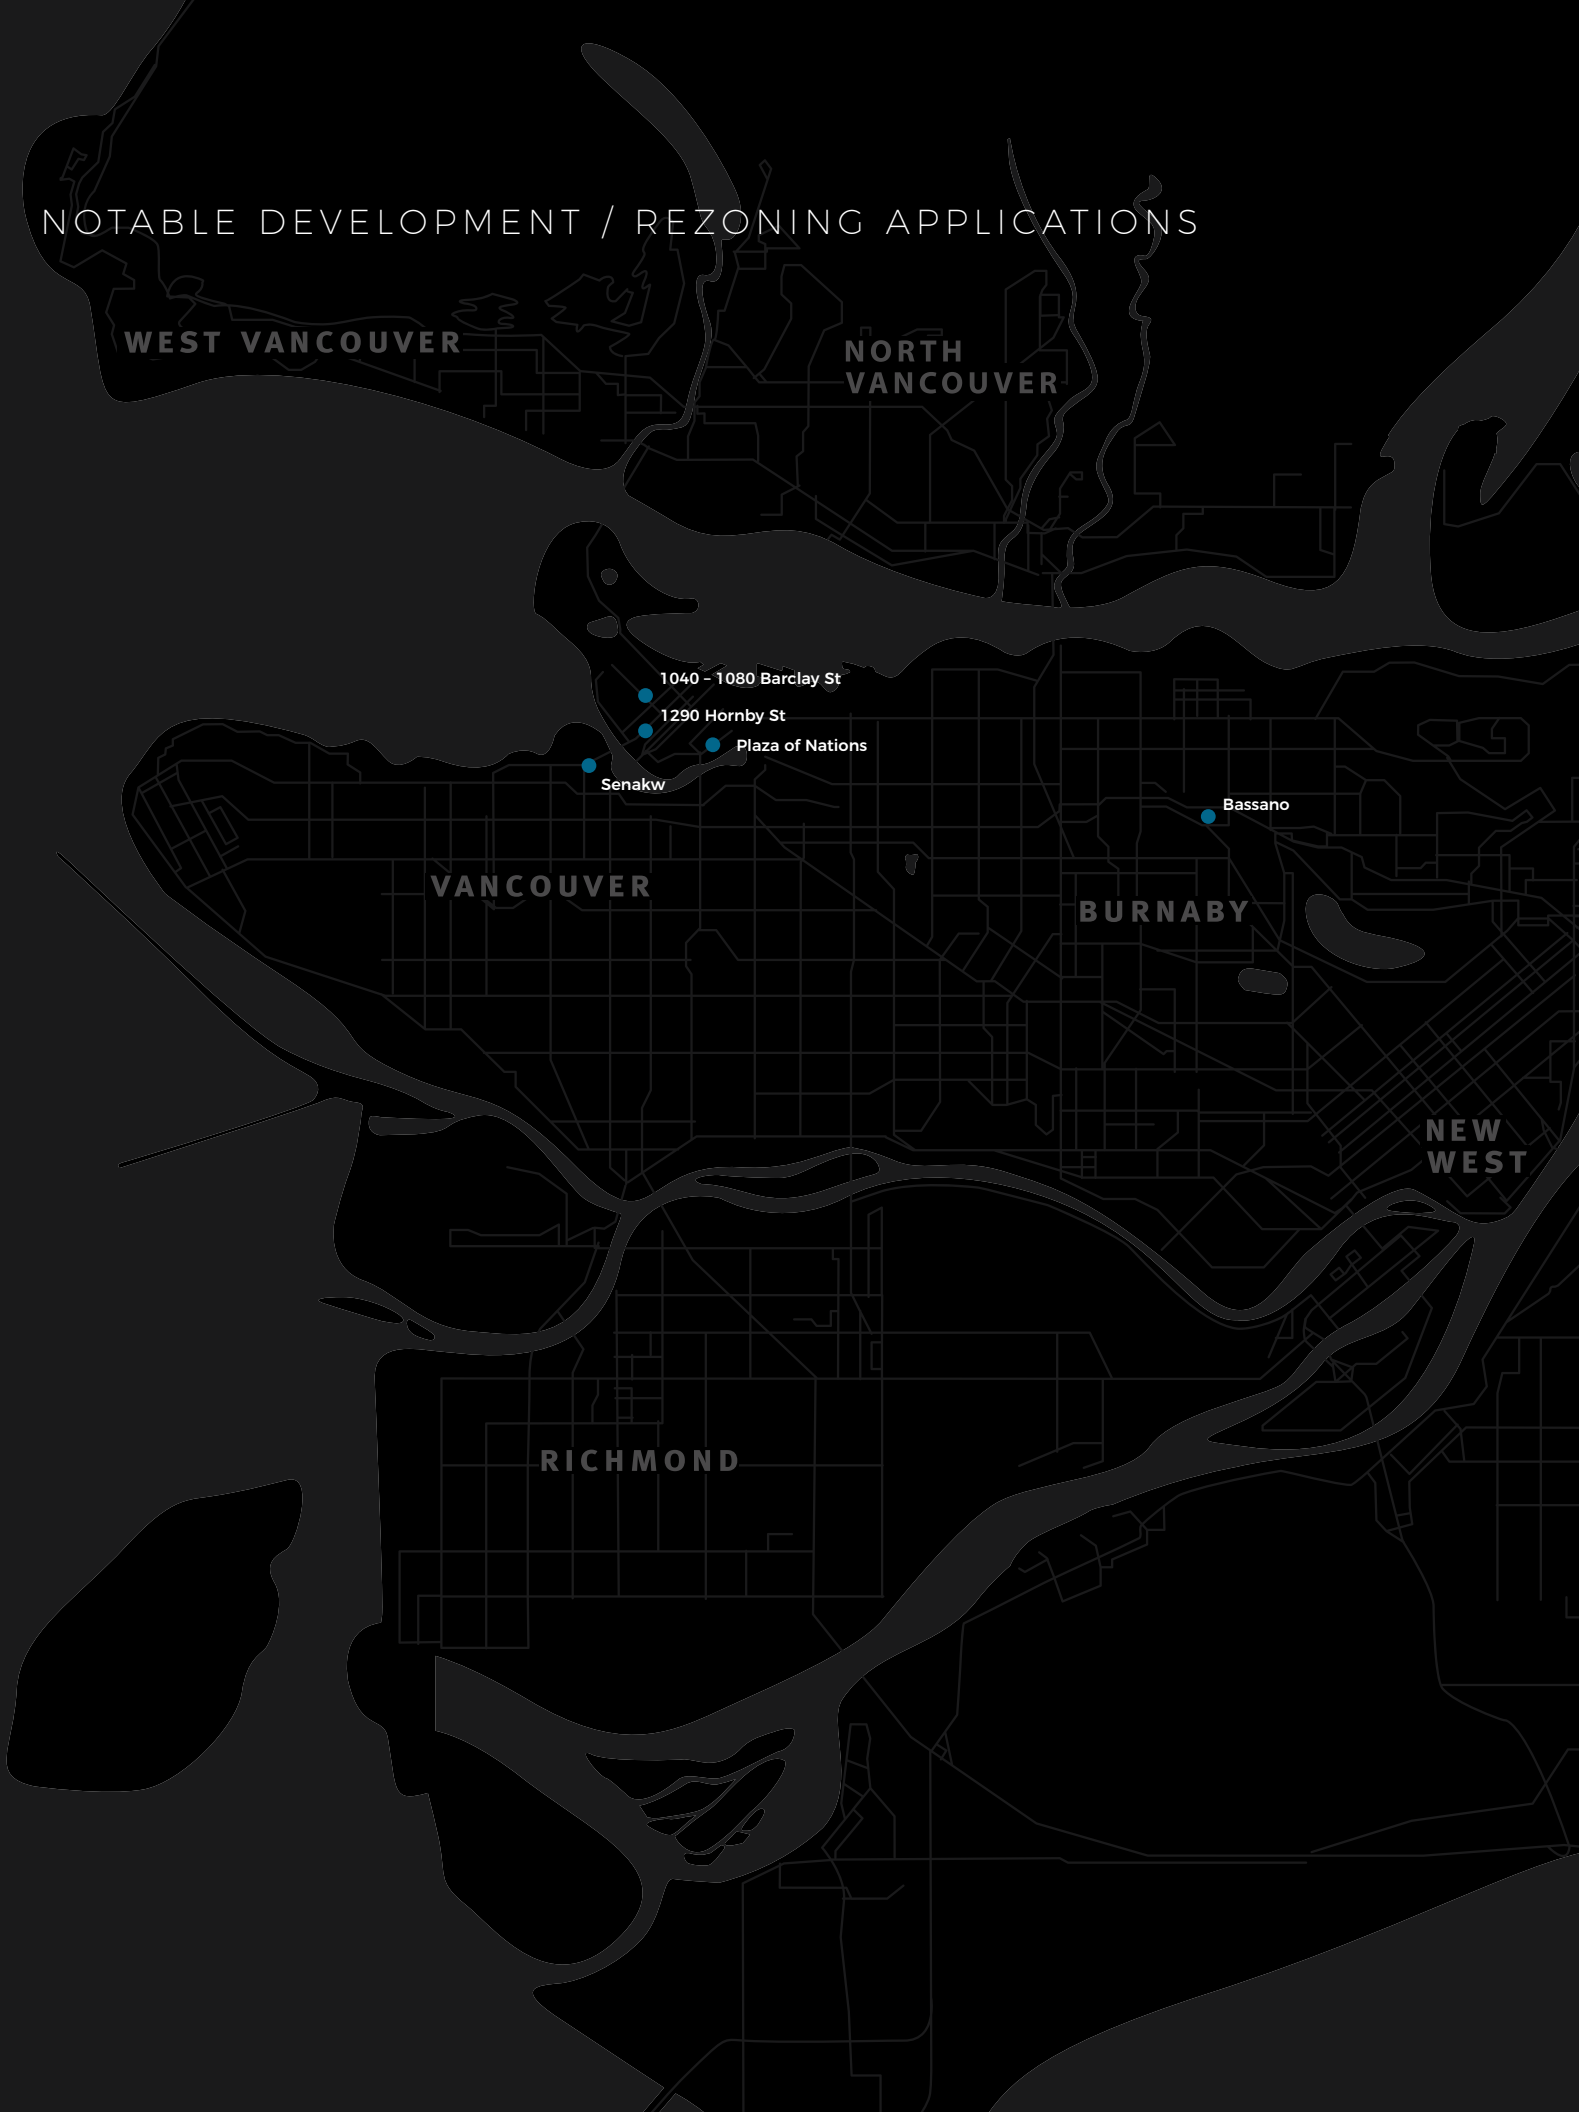 NOTABLE DEVELOPMENT / REZONING APPLICATIONS
WEST VANCOUVER
NORTH
VANCOUVER
1040 – 1080 Barclay St
1290 Hornby St
Plaza of Nations
Senakw
Bassano
VANCOUVER
BURNABY
NEW
WEST
RICHMOND